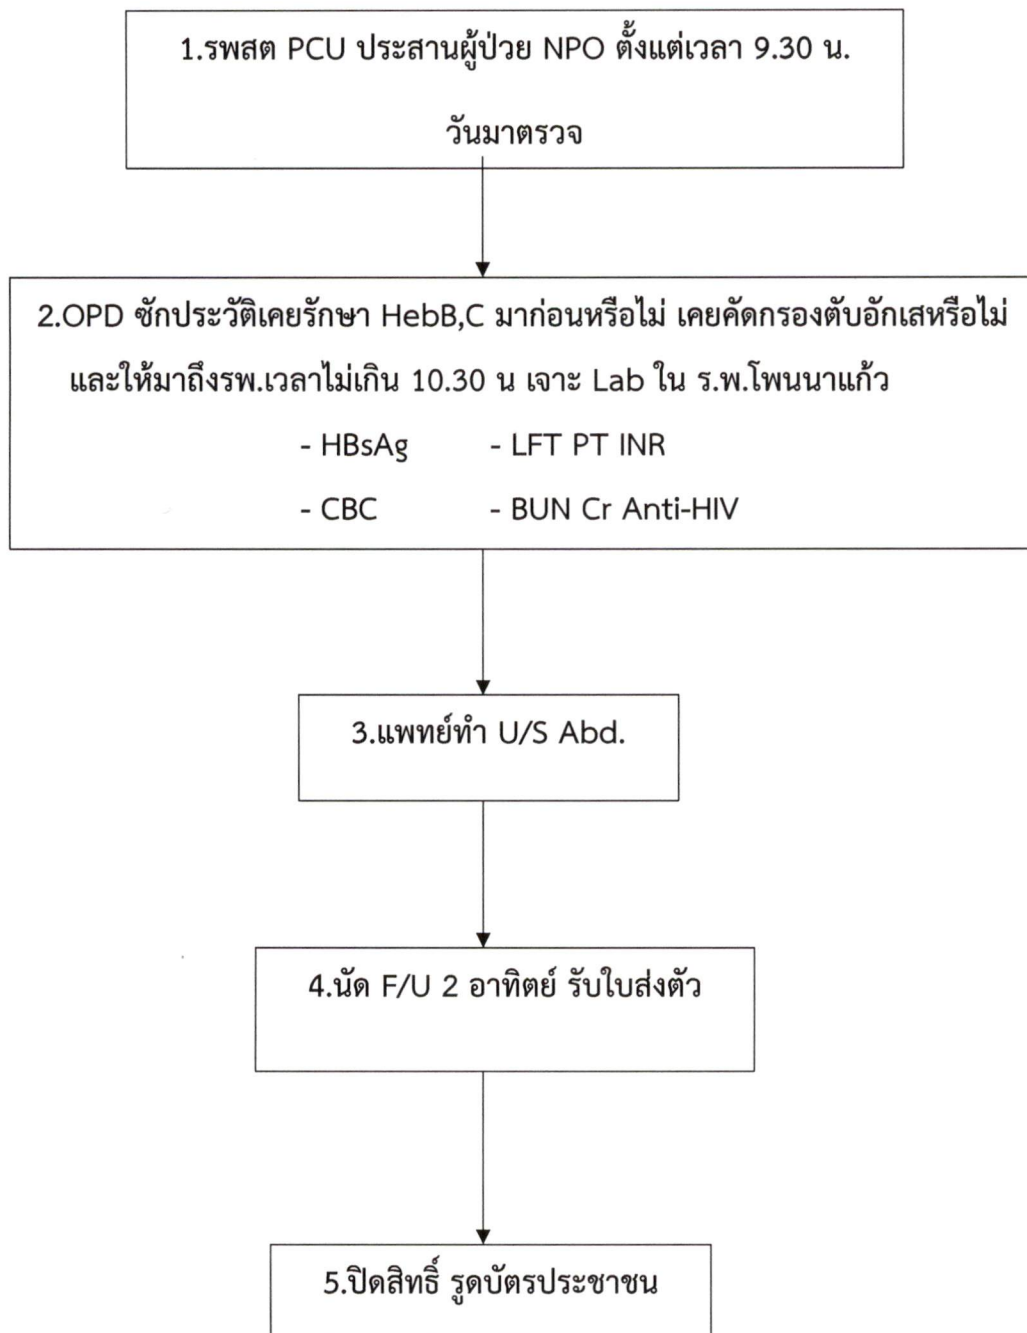 1.รพสต PCU ประสานผู้ป่วย NPO ตั้งแต่เวลา 9.30 น.
วันมาตรวจ
2.OPD ซักประวัติเคยรักษา HebB,C มาก่อนหรือไม่ เคยคัดกรองตับอักเสหรือไม่
และให้มาถึงรพ.เวลาไม่เกิน 10.30 น เจาะ Lab ใน ร.พ.โพนนาแก้ว
- HBsAg - LFT PT INR
- CBC - BUN Cr Anti-HIV
3.แพทย์ทำ U/S Abd.
4.นัด F/U 2 อาทิตย์ รับใบส่งตัว
5.ปิดสิทธิ์ รูดบัตรประชาชน